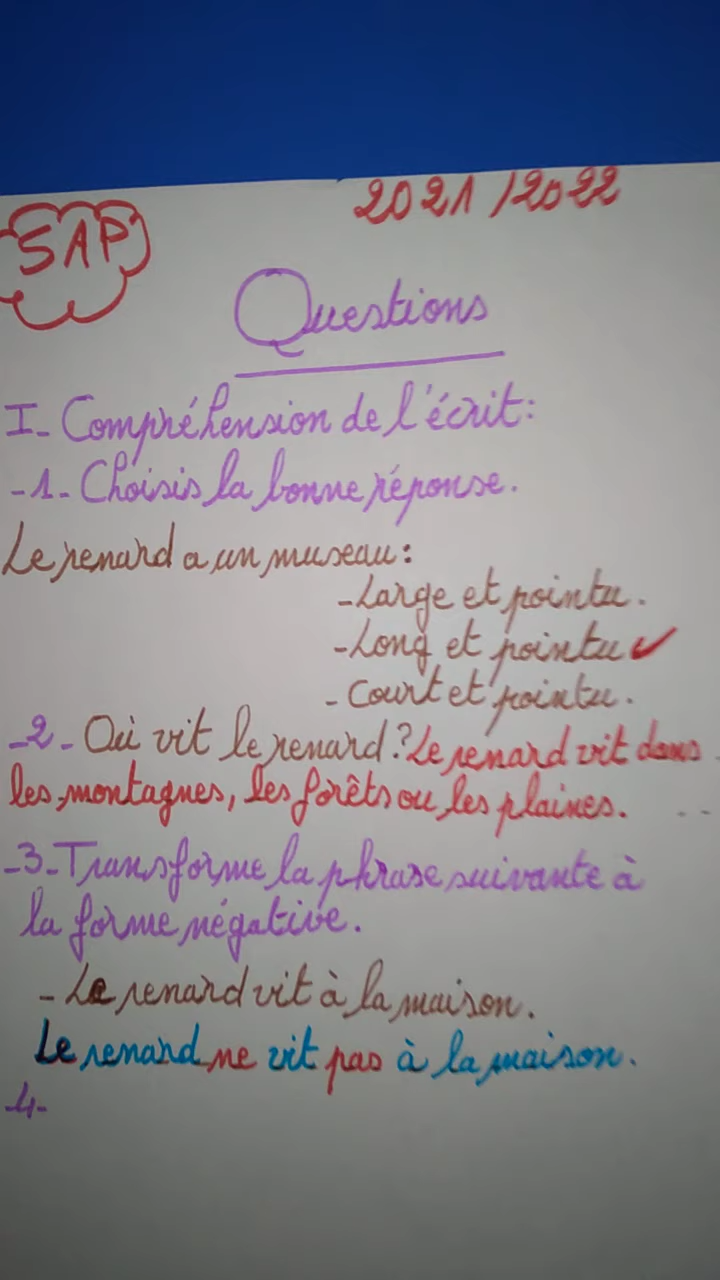 2021/2022
SAP
Questions
I- Compréhension de l'écrit:
-1- Choisis la bonne réponse.
Le renard a un museau:
-Large et pointu.
-Long et pointu ✓
- Court et pointu.
-2- Où vit le renard? Le renard vit dans
les montagnes, les forêts ou les plaines.
-3- Transforme la phrase suivante à
la forme négative.
- Le renard vit à la maison.
Le renard ne vit pas à la maison.
-4-